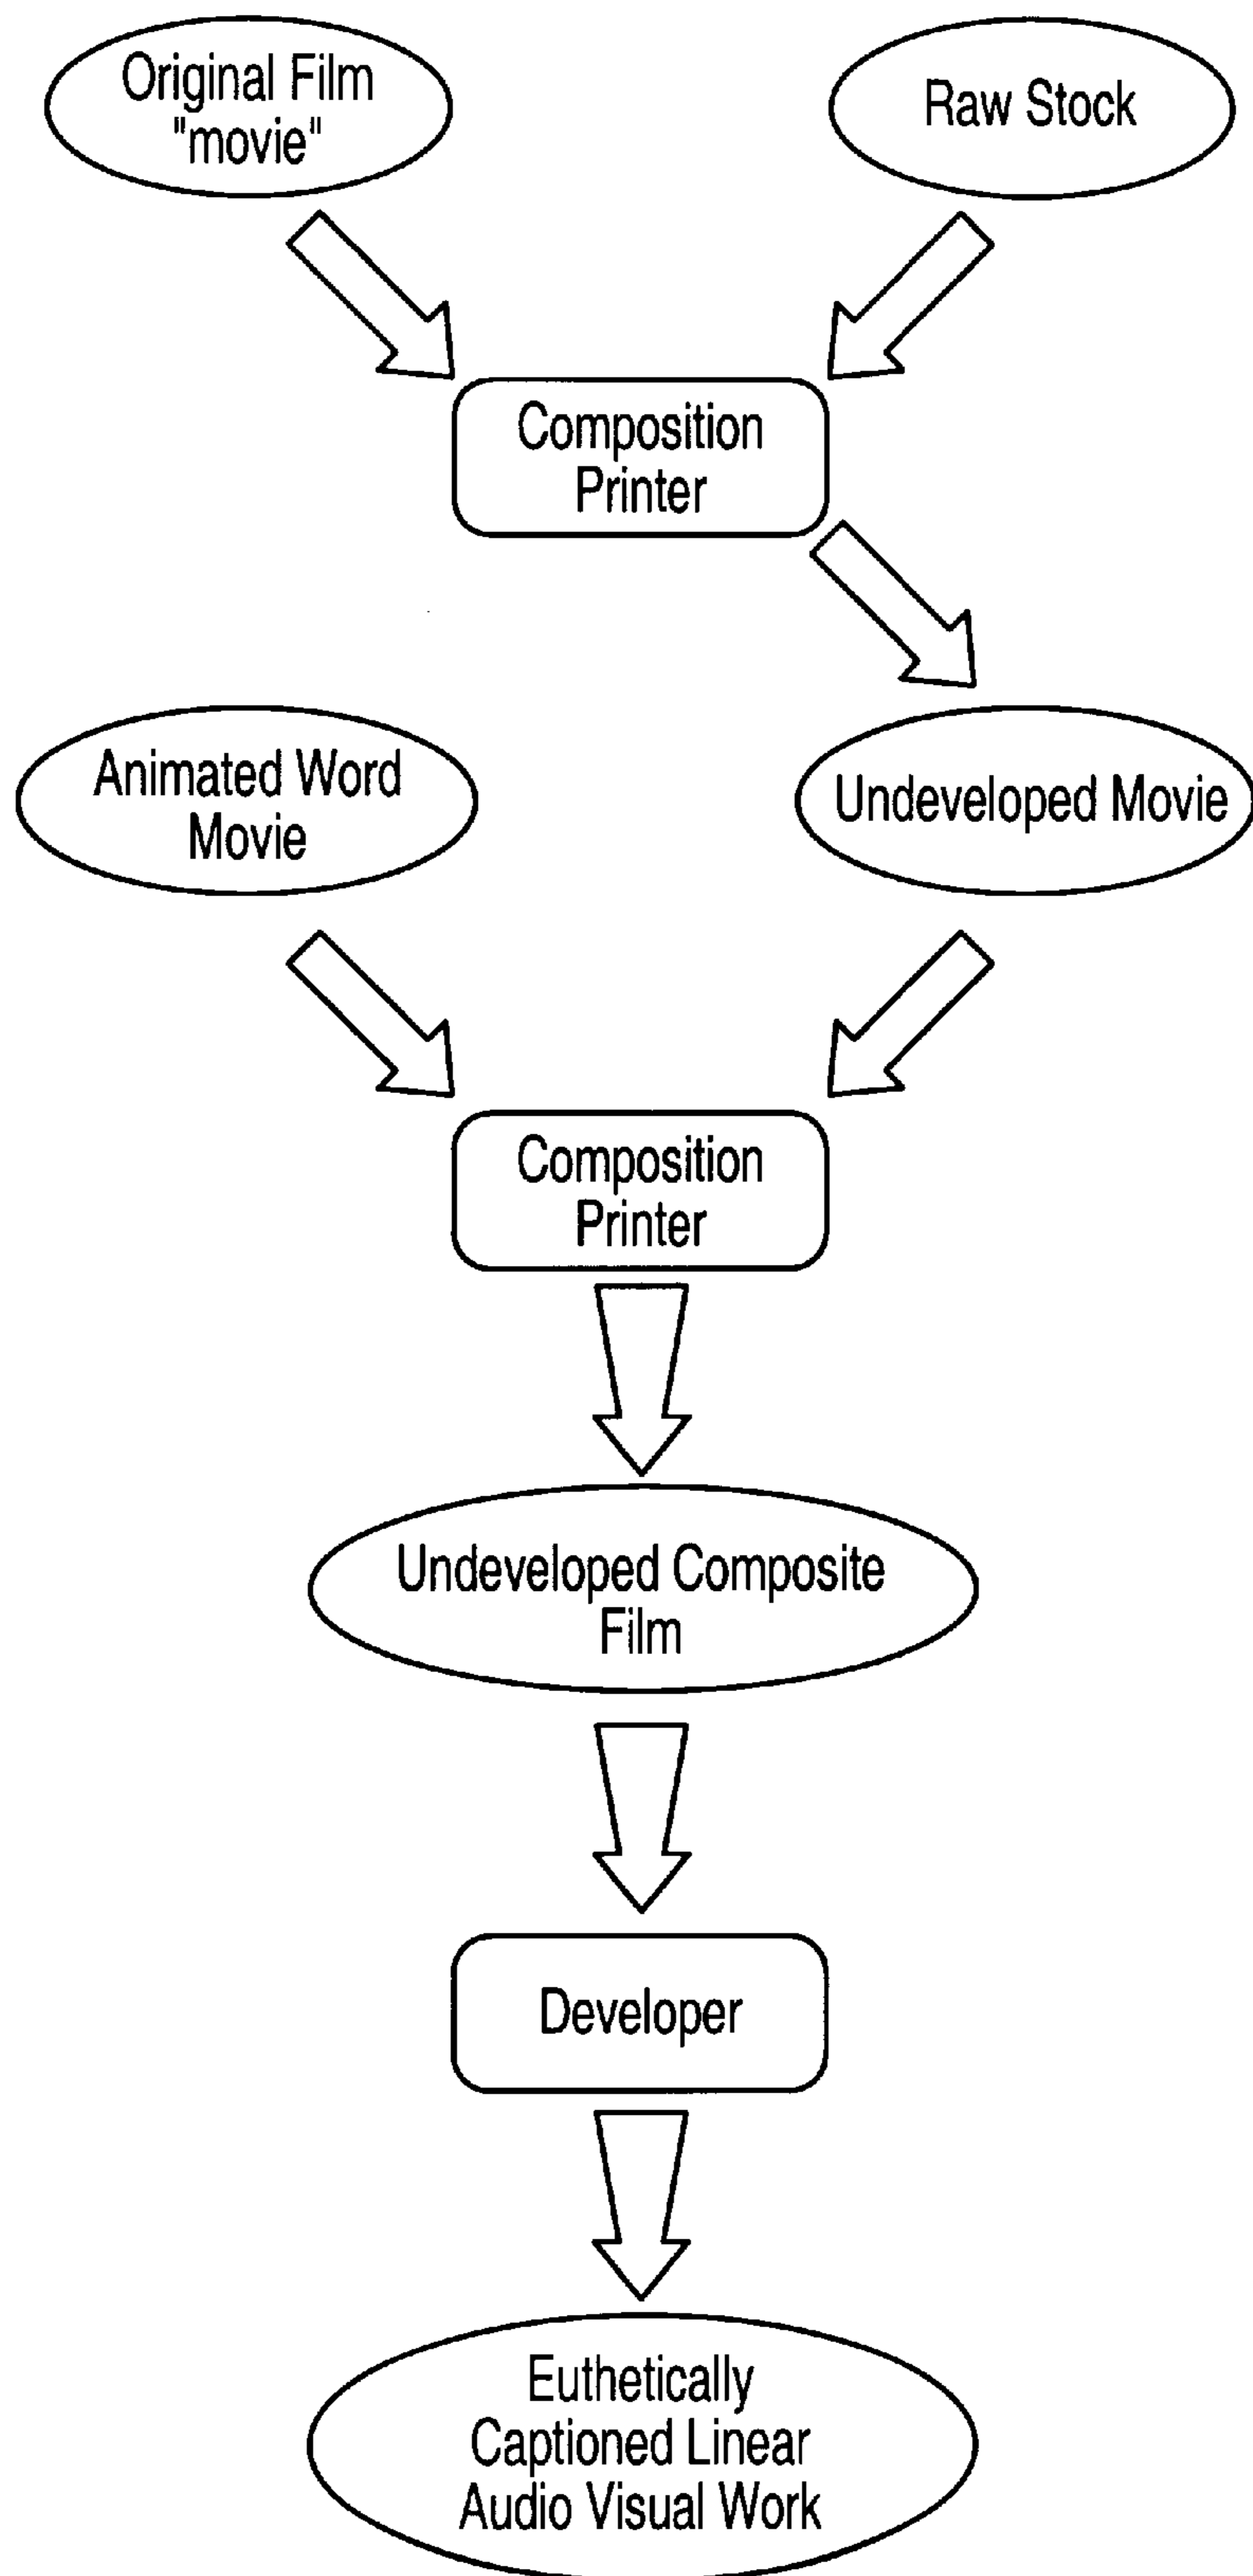 Original Film
"movie"
Raw Stock
Composition
Printer
Animated Word
Movie
Undeveloped Movie
Composition
Printer
Undeveloped Composite
Film
Developer
Euthetically
Captioned Linear
Audio Visual Work